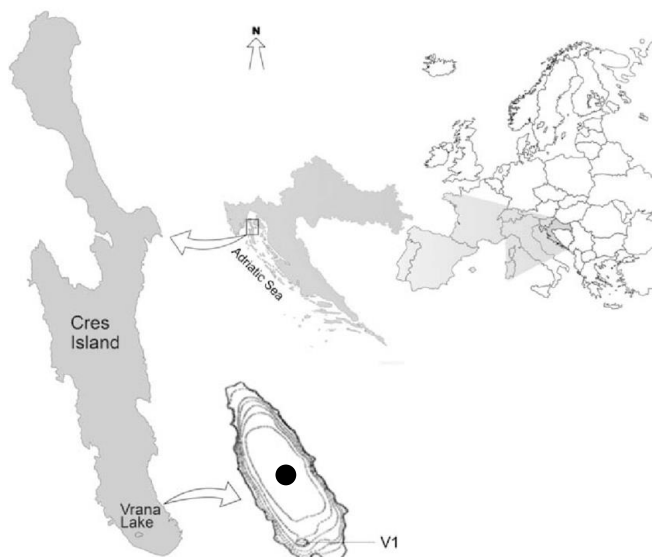 N
Adriatic Sea
Cres
Island
Vrana
Lake
V1